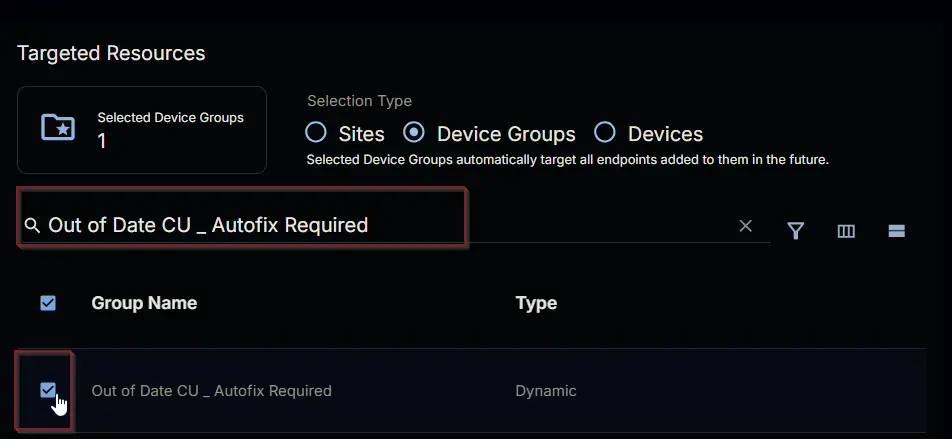 Targeted Resources
Selected Device Groups
1
Selection Type
Sites Device Groups Devices
Selected Device Groups automatically target all endpoints added to them in the future.
Out of Date CU _ Autofix Required
Group Name Type
Out of Date CU _ Autofix Required Dynamic